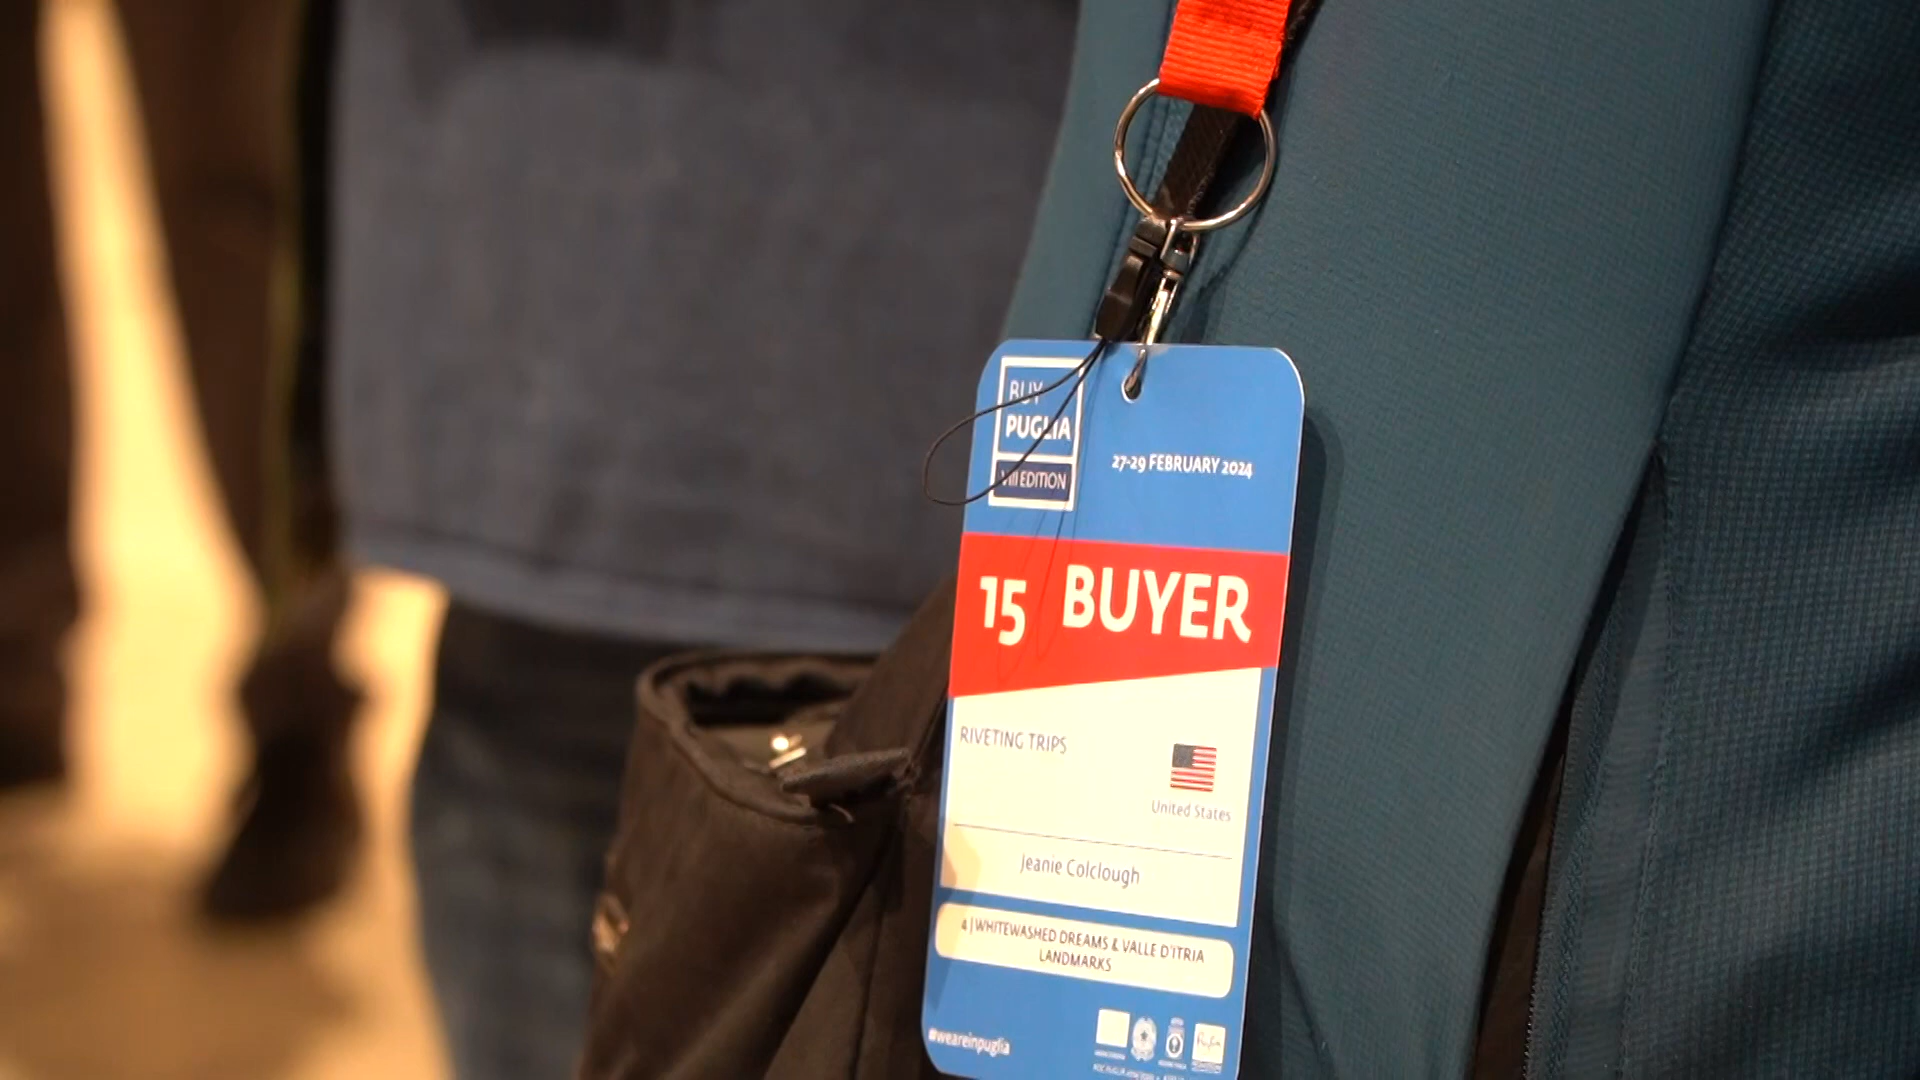 BUY
PUGLIA
VIII EDITION
27-29 FEBRUARY 2024
15 BUYER
RIVETING TRIPS
United States
Jeanie Colclough
4 | WHITEWASHED DREAMS & VALLE D'ITRIA
LANDMARKS
#weareinpuglia